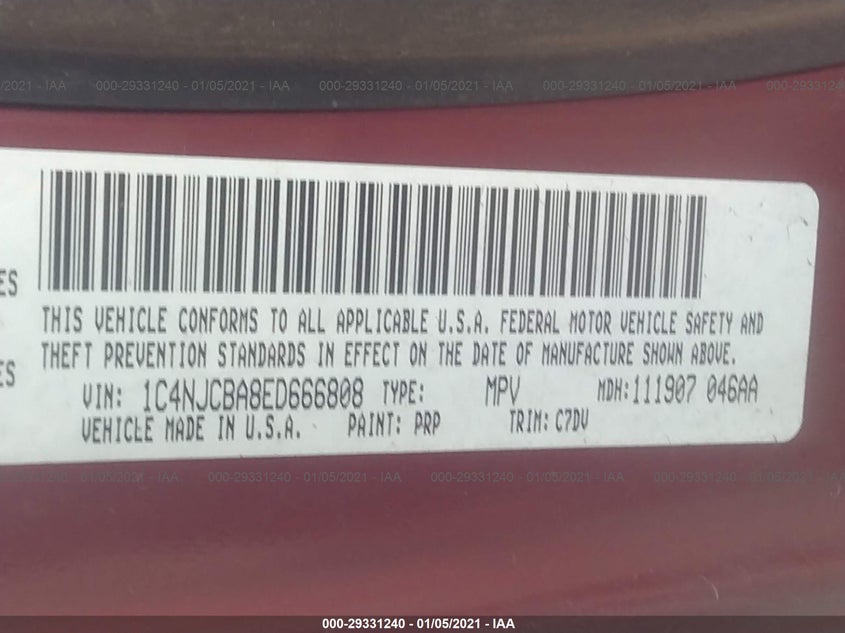 000-29331240 - 01/05/2021 - IAA
THIS VEHICLE CONFORMS TO ALL APPLICABLE U.S.A. FEDERAL MOTOR VEHICLE SAFETY AND
THEFT PREVENTION STANDARDS IN EFFECT ON THE DATE OF MANUFACTURE SHOWN ABOVE.
VIN: 1C4NJCBA8ED666808 TYPE: MPV MDH:111907 046AA
VEHICLE MADE IN U.S.A. PAINT: PRP TRIM: C7DV
000-29331240 - 01/05/2021 - IAA
000-29331240 - 01/05/2021 - IAA